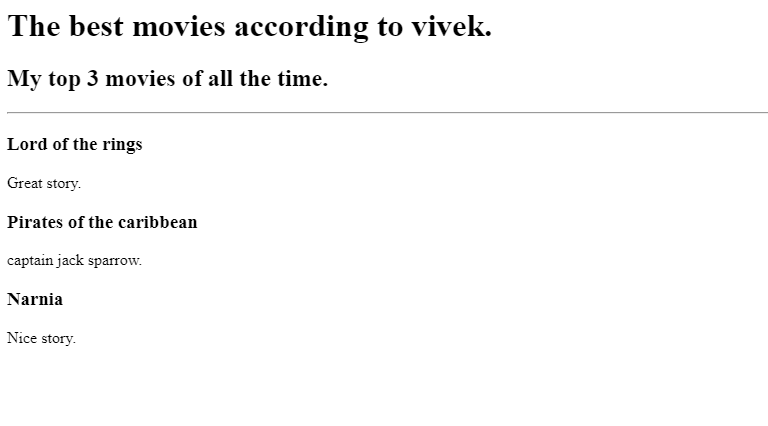 The best movies according to vivek.
My top 3 movies of all the time.
Lord of the rings
Great story.
Pirates of the caribbean
captain jack sparrow.
Narnia
Nice story.